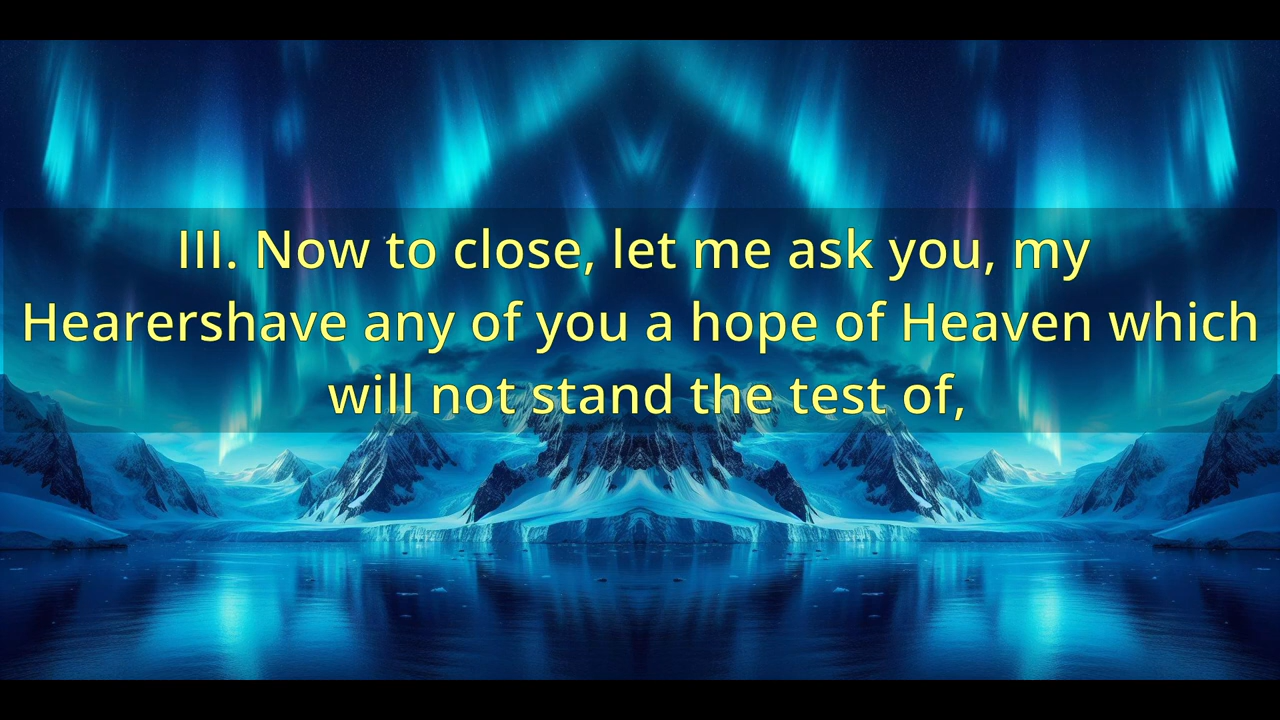 III. Now to close, let me ask you, my
Hearershave any of you a hope of Heaven which
will not stand the test of,